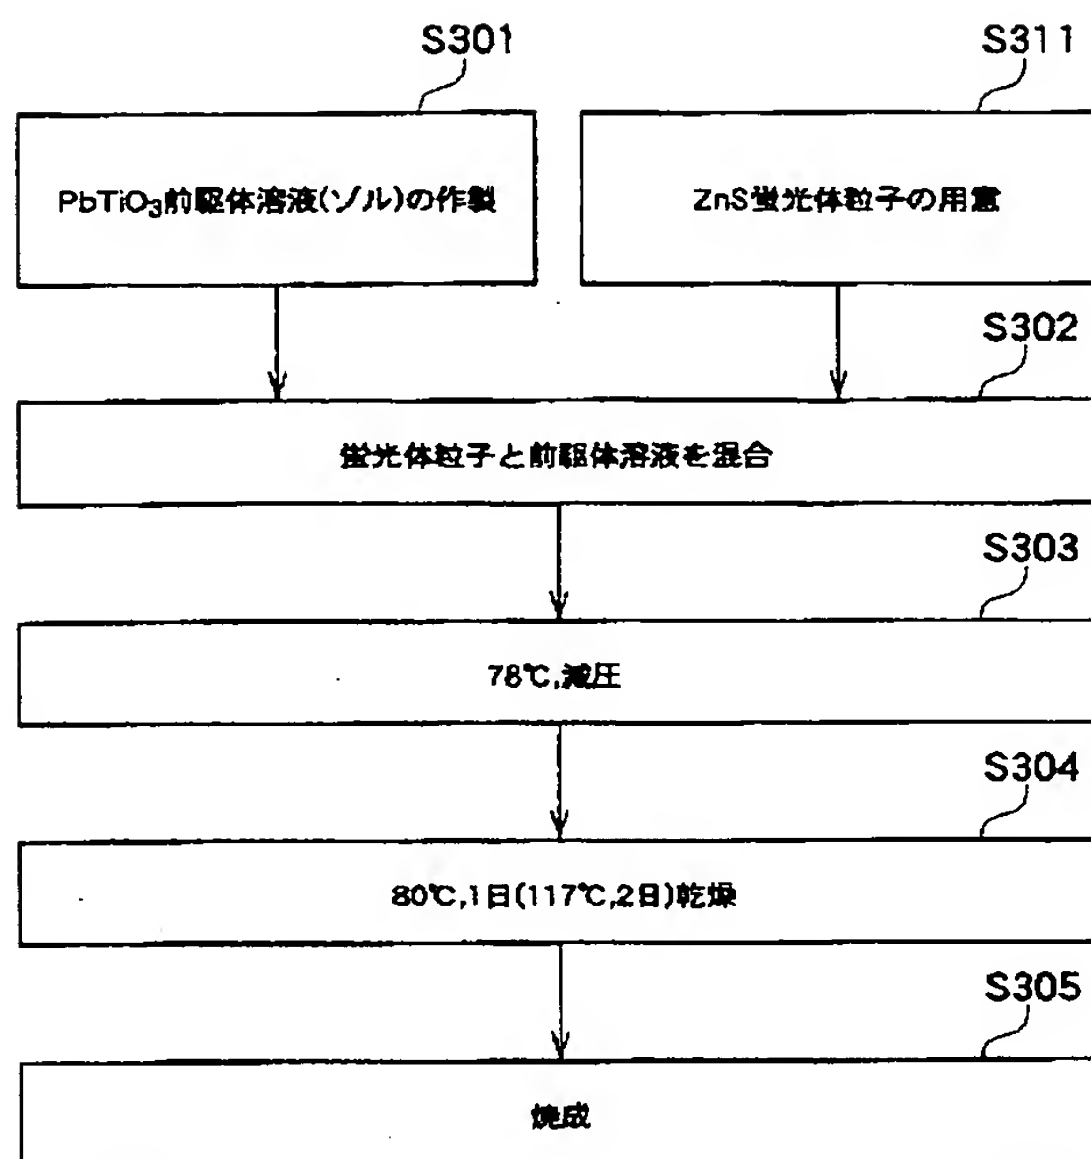 S301
S311
PbTiO₃前駆体溶液(ゾル)の作製
ZnS蛍光体粒子の用意
S302
蛍光体粒子と前駆体溶液を混合
S303
78℃,減圧
S304
80℃,1日(117℃,2日)乾燥
S305
焼成